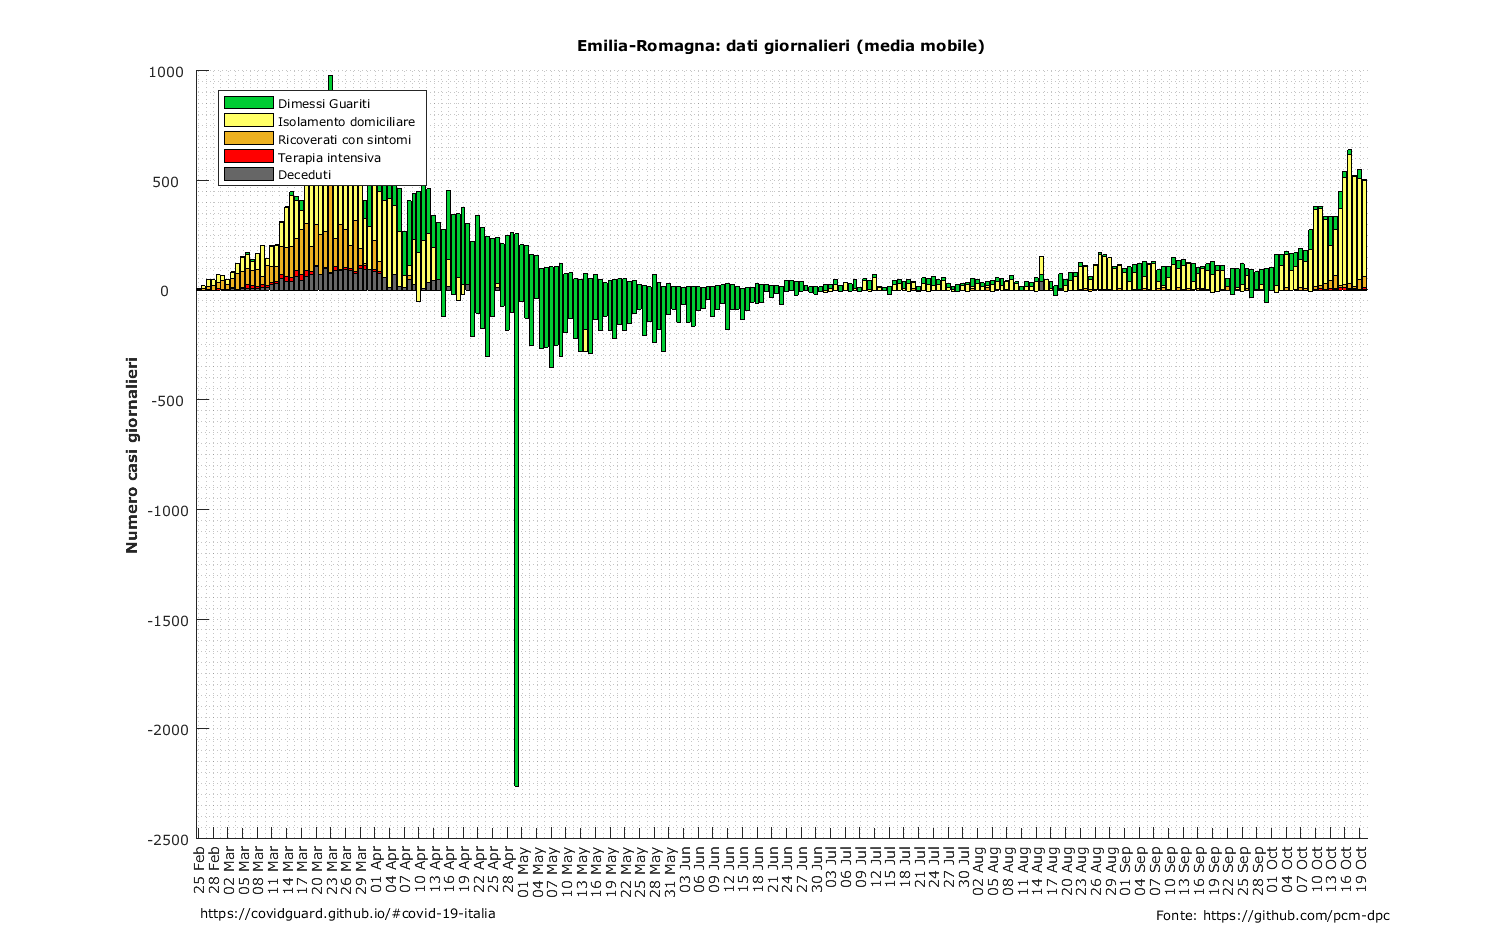 Emilia-Romagna: dati giornalieri (media mobile)
1000
500
0
-500
-1000
-1500
-2000
-2500
Numero casi giornalieri
Dimessi Guariti
Isolamento domiciliare
Ricoverati con sintomi
Terapia intensiva
Deceduti
25 Feb
28 Feb
02 Mar
05 Mar
08 Mar
11 Mar
14 Mar
17 Mar
20 Mar
23 Mar
26 Mar
29 Mar
01 Apr
04 Apr
07 Apr
10 Apr
13 Apr
16 Apr
19 Apr
22 Apr
25 Apr
28 Apr
01 May
04 May
07 May
10 May
13 May
16 May
19 May
22 May
25 May
28 May
31 May
03 Jun
06 Jun
09 Jun
12 Jun
15 Jun
18 Jun
21 Jun
24 Jun
27 Jun
30 Jun
03 Jul
06 Jul
09 Jul
12 Jul
15 Jul
18 Jul
21 Jul
24 Jul
27 Jul
30 Jul
02 Aug
05 Aug
08 Aug
11 Aug
14 Aug
17 Aug
20 Aug
23 Aug
26 Aug
29 Aug
01 Sep
04 Sep
07 Sep
10 Sep
13 Sep
16 Sep
19 Sep
22 Sep
25 Sep
28 Sep
01 Oct
04 Oct
07 Oct
10 Oct
13 Oct
16 Oct
19 Oct
https://covidguard.github.io/#covid-19-italia
Fonte: https://github.com/pcm-dpc